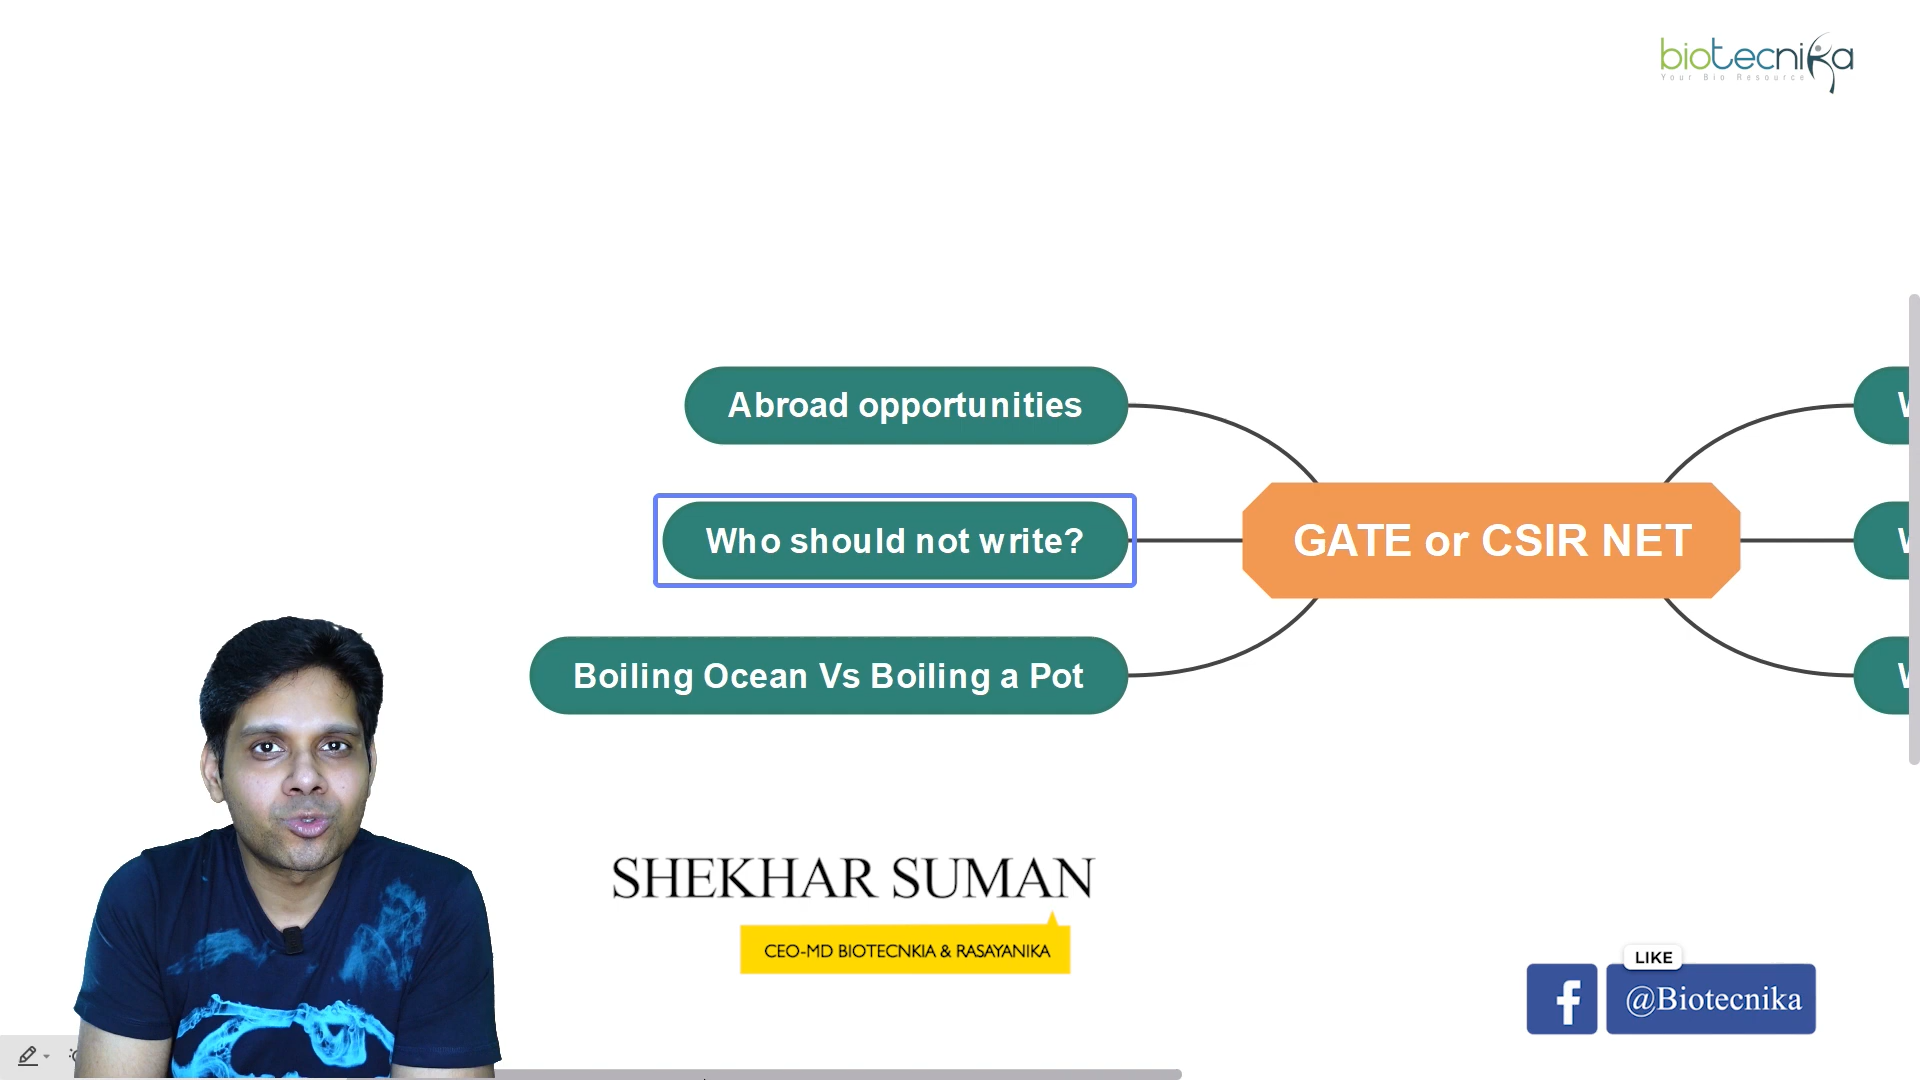 biotecnika
Your Bio Resource
Abroad opportunities
Who should not write?
GATE or CSIR NET
Boiling Ocean Vs Boiling a Pot
SHEKHAR SUMAN
CEO-MD BIOTECNKIA & RASAYANIKA
LIKE
f
@Biotecnika